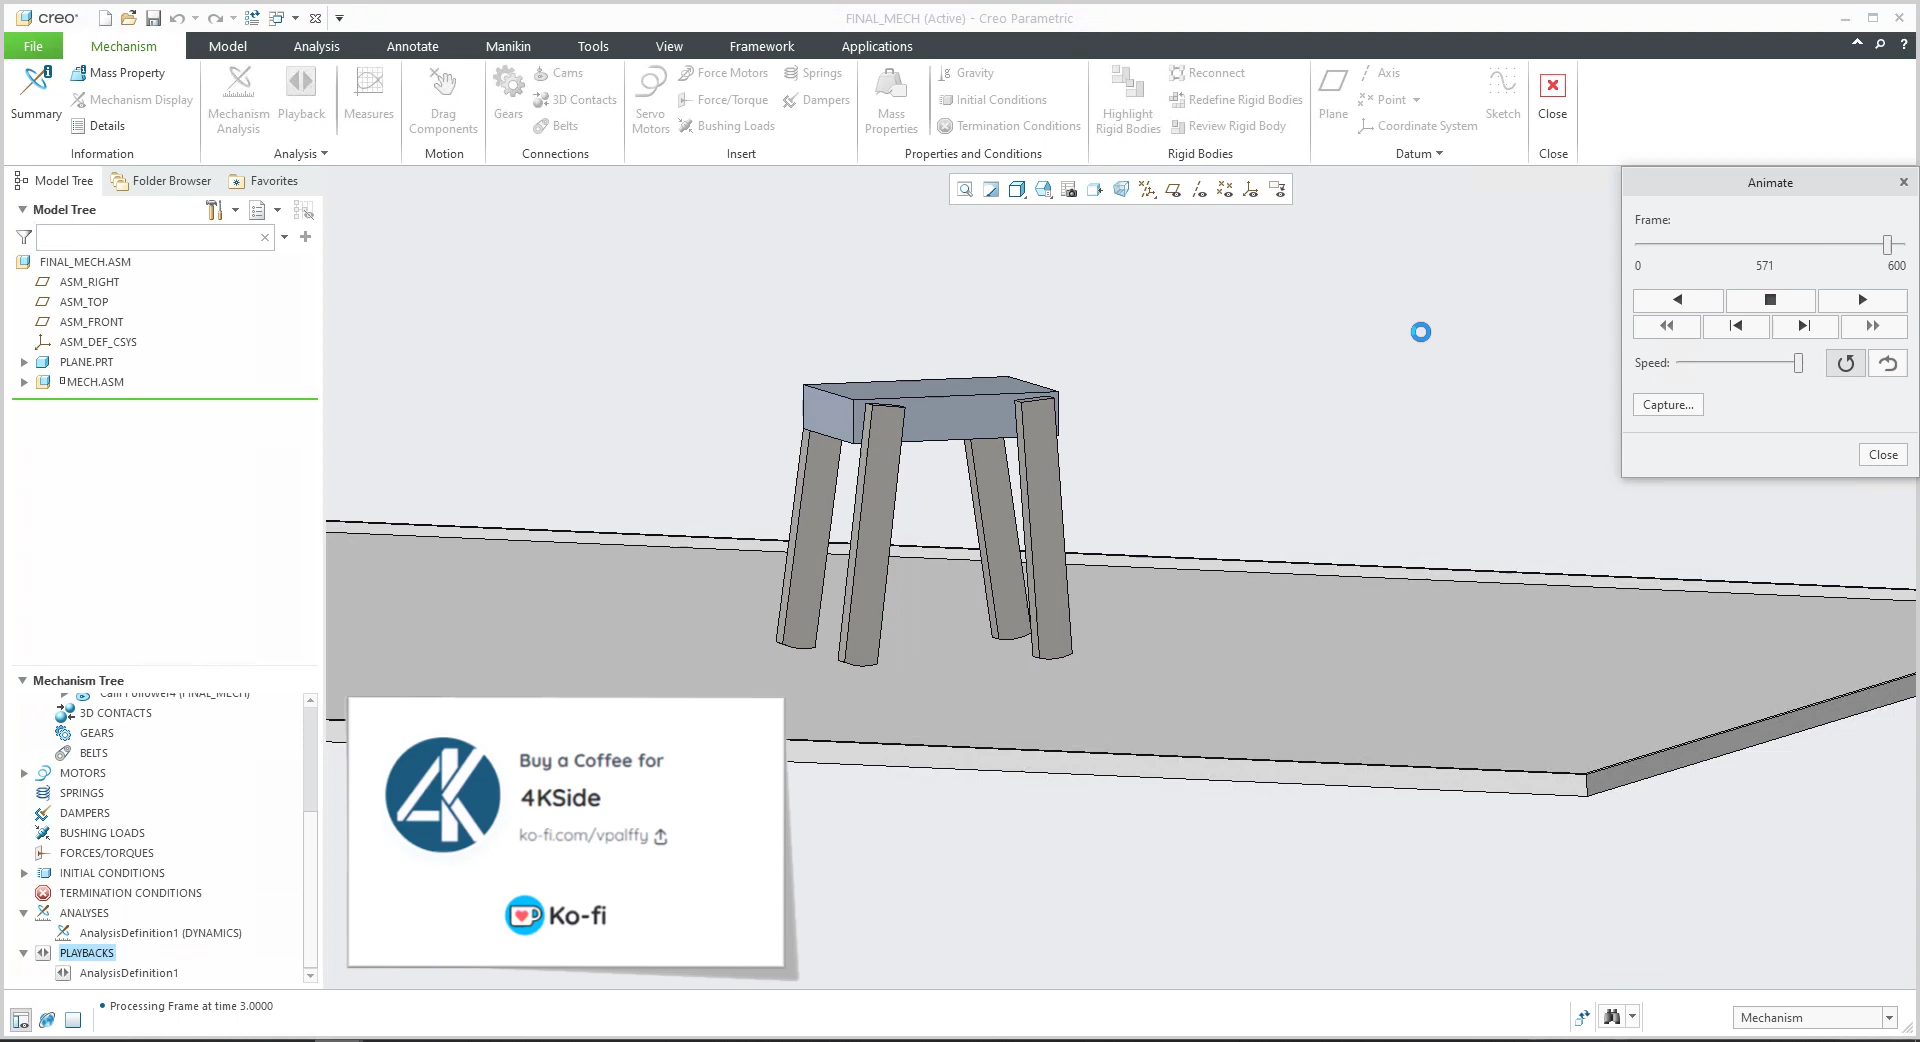 creo
FINAL_MECH (Active) - Creo Parametric
File
Mechanism
Model
Analysis
Annotate
Manikin
Tools
View
Framework
Applications
Summary
Mass Property
Mechanism Display
Details
Information
Mechanism Analysis
Playback
Measures
Analysis
Drag Components
Motion
Gears
Cams
3D Contacts
Belts
Connections
Servo Motors
Force Motors
Force/Torque
Bushing Loads
Springs
Dampers
Insert
Mass Properties
Gravity
Initial Conditions
Termination Conditions
Properties and Conditions
Highlight Rigid Bodies
Reconnect
Redefine Rigid Bodies
Review Rigid Body
Rigid Bodies
Plane
Axis
Point
Coordinate System
Sketch
Datum
Close
Close
Model Tree
Folder Browser
Favorites
Model Tree
FINAL_MECH.ASM
ASM_RIGHT
ASM_TOP
ASM_FRONT
ASM_DEF_CSYS
PLANE.PRT
MECH.ASM
Mechanism Tree
Cam Follower4 (FINAL_MECH)
3D CONTACTS
GEARS
BELTS
MOTORS
SPRINGS
DAMPERS
BUSHING LOADS
FORCES/TORQUES
INITIAL CONDITIONS
TERMINATION CONDITIONS
ANALYSES
AnalysisDefinition1 (DYNAMICS)
PLAYBACKS
AnalysisDefinition1
Animate
Frame:
0 571 600
Speed:
Capture...
Close
4K
Buy a Coffee for
4KSide
ko-fi.com/vpalffy
Ko-fi
Processing Frame at time 3.0000
Mechanism